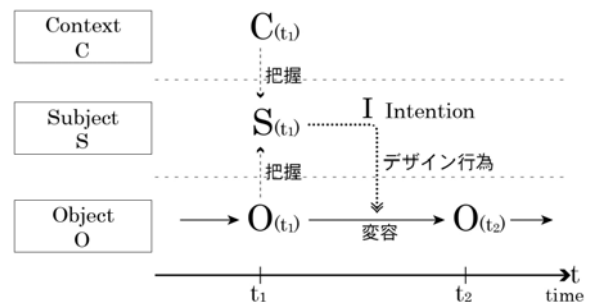 Context
C
C(t₁)
把握
Subject
S
S(t₁)
I Intention
把握
デザイン行為
Object
O
O(t₁)
変容
O(t₂)
t₁
t₂
t
time